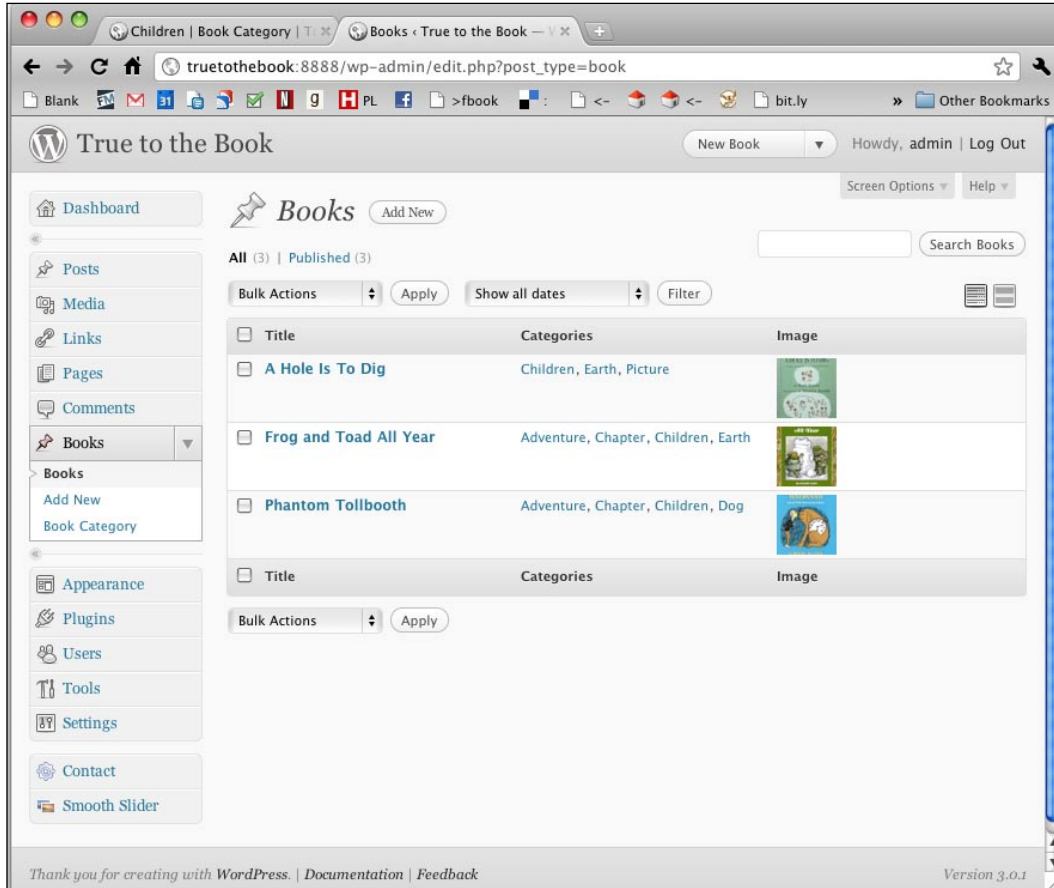 Children | Book Category | T
Books ‹ True to the Book —
truetothebook:8888/wp-admin/edit.php?post_type=book
Blank FM 31 N g H PL f >fbook : <- <- bit.ly » Other Bookmarks
True to the Book
New Book
Howdy, admin | Log Out
Screen Options
Help
Dashboard
Posts
Media
Links
Pages
Comments
Books
Books
Add New
Book Category
Appearance
Plugins
Users
Tools
Settings
Contact
Smooth Slider
Books Add New
All (3) | Published (3)
Search Books
Bulk Actions Apply Show all dates Filter
Title Categories Image
A Hole Is To Dig Children, Earth, Picture
Frog and Toad All Year Adventure, Chapter, Children, Earth
Phantom Tollbooth Adventure, Chapter, Children, Dog
Title Categories Image
Bulk Actions Apply
Thank you for creating with WordPress. | Documentation | Feedback
Version 3.0.1